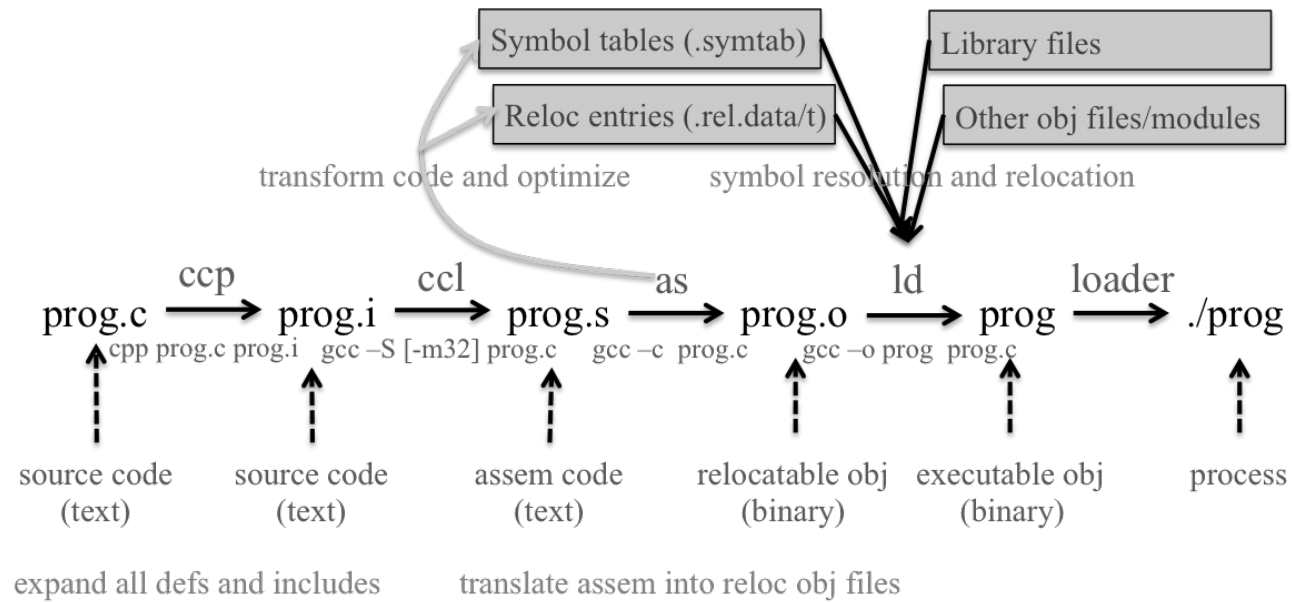 Symbol tables (.symtab)
Library files
Reloc entries (.rel.data/t)
Other obj files/modules
transform code and optimize
symbol resolution and relocation
ccp
ccl
as
ld
loader
prog.c
prog.i
prog.s
prog.o
prog
./prog
cpp prog.c prog.i
gcc –S [-m32] prog.c
gcc –c prog.c
gcc –o prog prog.c
source code
(text)
source code
(text)
assem code
(text)
relocatable obj
(binary)
executable obj
(binary)
process
expand all defs and includes
translate assem into reloc obj files